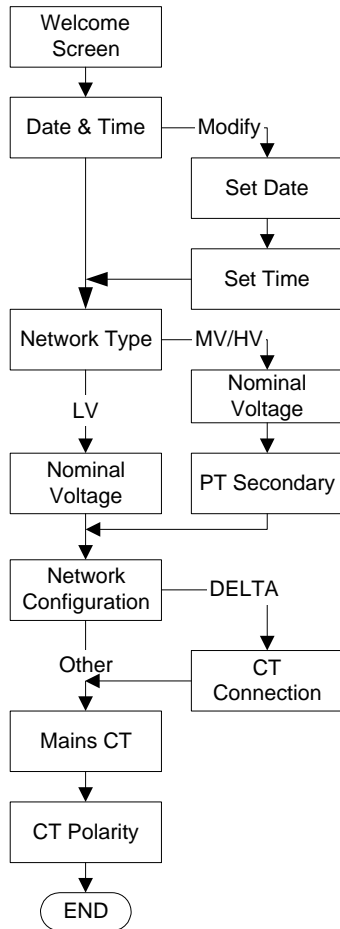 Welcome
Screen
Date & Time
Modify
Set Date
Set Time
Network Type
MV/HV
Nominal
Voltage
LV
Nominal
Voltage
PT Secondary
Network
Configuration
DELTA
Other
CT
Connection
Mains CT
CT Polarity
END